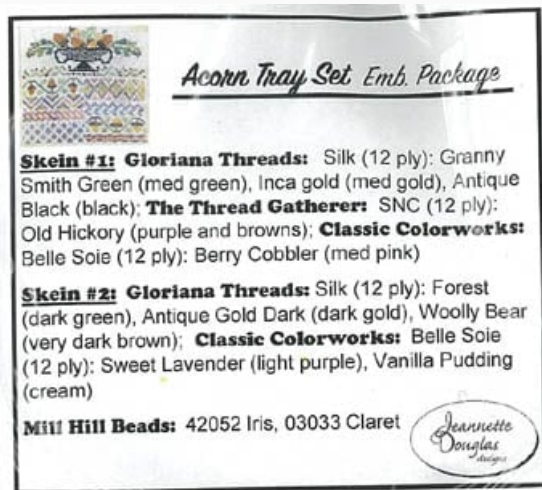 Acorn Tray Set Emb. Package
Skein #1: Gloriana Threads: Silk (12 ply): Granny
Smith Green (med green), Inca gold (med gold), Antique
Black (black); The Thread Gatherer: SNC (12 ply):
Old Hickory (purple and browns); Classic Colorworks:
Belle Soie (12 ply): Berry Cobbler (med pink)
Skein #2: Gloriana Threads: Silk (12 ply): Forest
(dark green), Antique Gold Dark (dark gold), Woolly Bear
(very dark brown); Classic Colorworks: Belle Soie
(12 ply): Sweet Lavender (light purple), Vanilla Pudding
(cream)
Mill Hill Beads: 42052 Iris, 03033 Claret
Jeannette
Douglas
designs